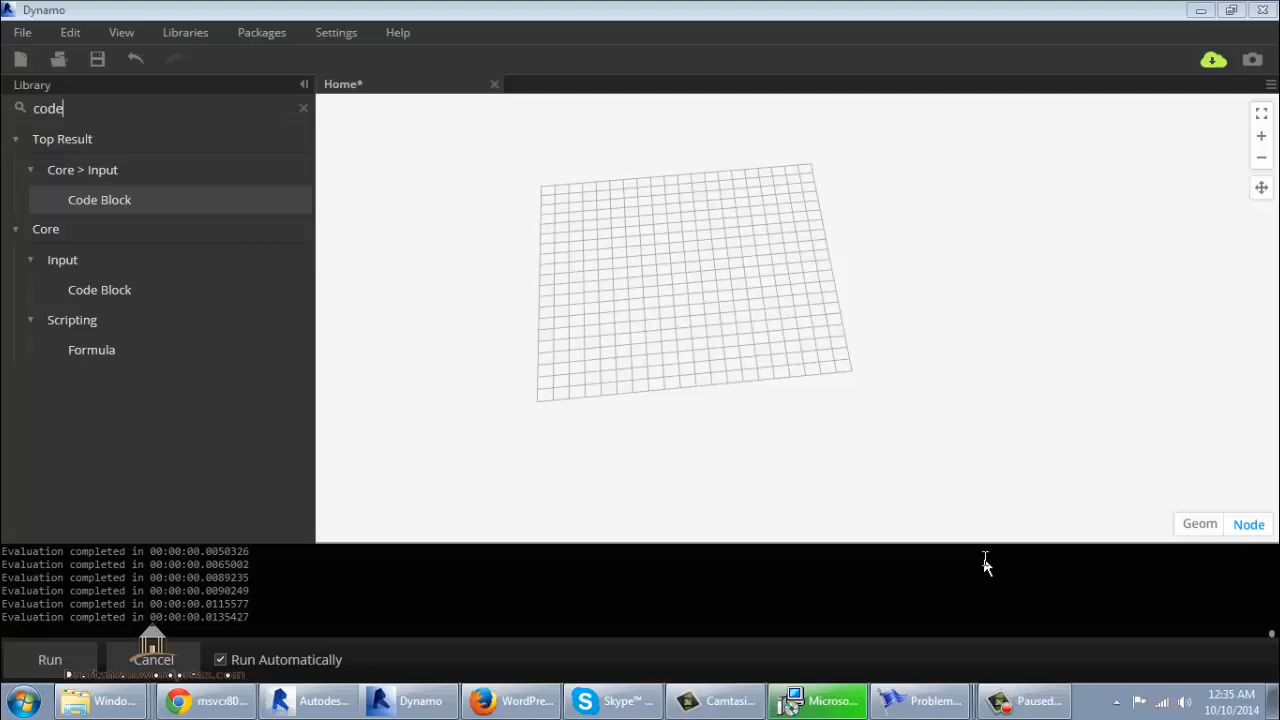 Dynamo
File Edit View Libraries Packages Settings Help
Library
Home*
code
Top Result
Core > Input
Code Block
Core
Input
Code Block
Scripting
Formula
Geom Node
Evaluation completed in 00:00:00.0050326
Evaluation completed in 00:00:00.0065002
Evaluation completed in 00:00:00.0089235
Evaluation completed in 00:00:00.0090249
Evaluation completed in 00:00:00.0115577
Evaluation completed in 00:00:00.0135427
Run Cancel Run Automatically
Windo... msvcr80... Autodes... Dynamo WordPre... Skype™ ... Camtasi... Microso... Problem... Paused...
12:35 AM
10/10/2014